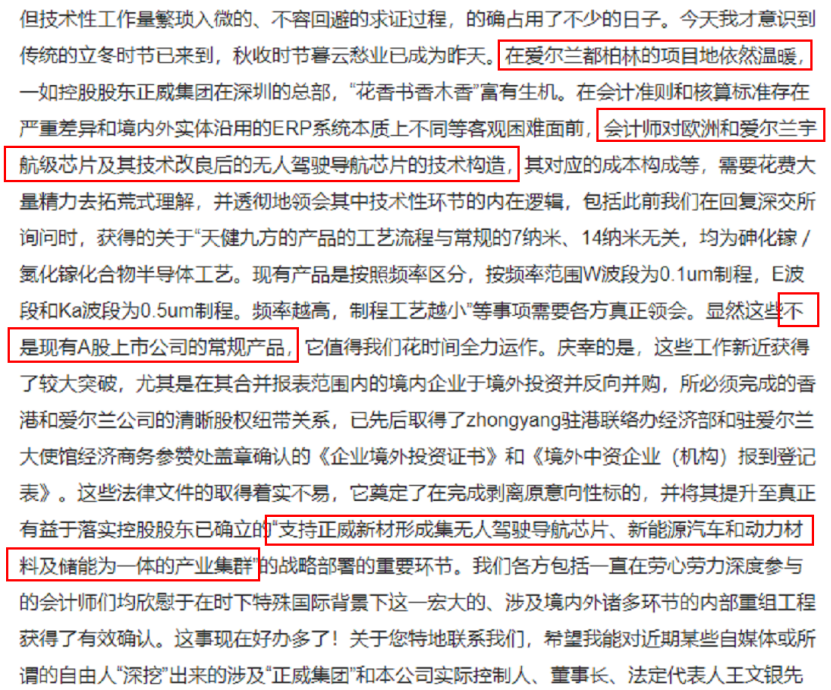 但技术性工作量繁琐入微的、不容回避的求证过程，的确占用了不少的日子。今天我才意识到
传统的立冬时节已来到，秋收时节暮云愁业已成为昨天。在爱尔兰都柏林的项目地依然温暖，
一如控股股东正威集团在深圳的总部，“花香书香木香”富有生机。在会计准则和核算标准存在
严重差异和境内外实体沿用的ERP系统本质上不同等客观困难面前，会计师对欧洲和爱尔兰宇
航级芯片及其技术改良后的无人驾驶导航芯片的技术构造，其对应的成本构成等，需要花费大
量精力去拓荒式理解，并透彻地领会其中技术性环节的内在逻辑，包括此前我们在回复深交所
询问时，获得的关于“天健九方的产品的工艺流程与常规的7纳米、14纳米无关，均为砷化镓／
氮化镓化合物半导体工艺。现有产品是按照频率区分，按频率范围W波段为0.1um制程，E波
段和Ka波段为0.5um制程。频率越高，制程工艺越小”等事项需要各方真正领会。显然这些不
是现有A股上市公司的常规产品，它值得我们花时间全力运作。庆幸的是，这些工作新近获得
了较大突破，尤其是在其合并报表范围内的境内企业于境外投资并反向并购，所必须完成的香
港和爱尔兰公司的清晰股权纽带关系，已先后取得了zhongyang驻港联络办经济部和驻爱尔兰
大使馆经济商务参赞处盖章确认的《企业境外投资证书》和《境外中资企业（机构）报到登记
表》。这些法律文件的取得着实不易，它奠定了在完成剥离原意向性标的，并将其提升至真正
有益于落实控股股东已确立的“支持正威新材形成集无人驾驶导航芯片、新能源汽车和动力材
料及储能为一体的产业集群”的战略部署的重要环节。我们各方包括一直在劳心劳力深度参与
的会计师们均欣慰于在时下特殊国际背景下这一宏大的、涉及境内外诸多环节的内部重组工程
获得了有效确认。这事现在好办多了！关于您特地联系我们，希望我能对近期某些自媒体或所
谓的自由人“深挖”出来的涉及“正威集团”和本公司实际控制人、董事长、法定代表人王文银先